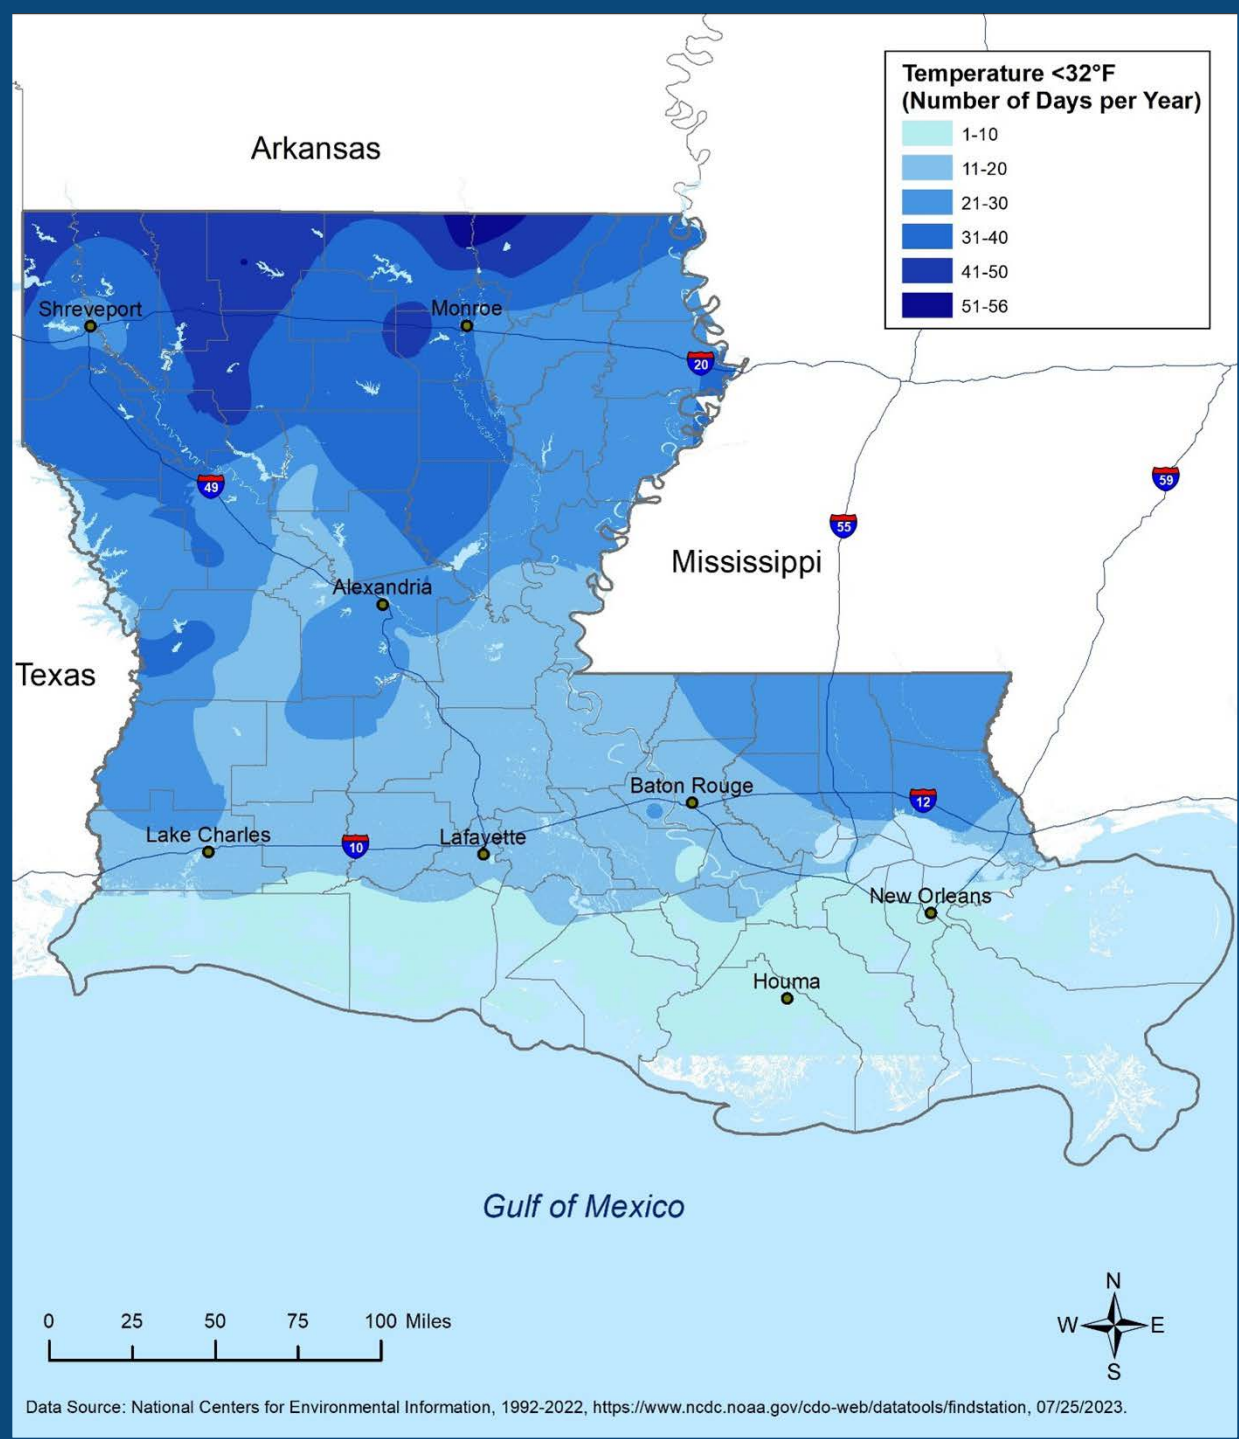 Temperature <32°F
(Number of Days per Year)
1-10
11-20
21-30
31-40
41-50
51-56
Arkansas
Shreveport
Monroe
20
49
59
55
Mississippi
Alexandria
Texas
Baton Rouge
12
Lake Charles
10
Lafayette
New Orleans
Houma
Gulf of Mexico
0 25 50 75 100 Miles
N
W E
S
Data Source: National Centers for Environmental Information, 1992-2022, https://www.ncdc.noaa.gov/cdo-web/datatools/findstation, 07/25/2023.